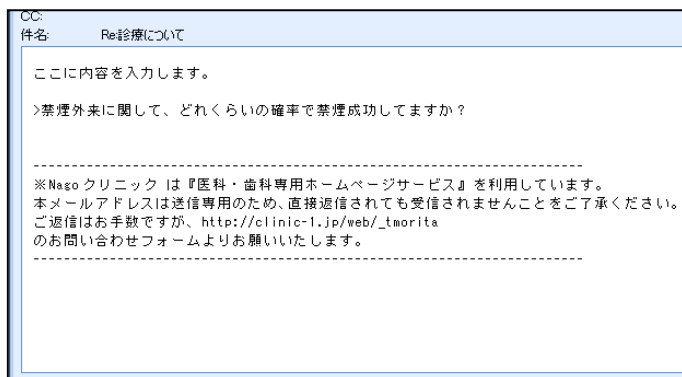 CC:
件名: Re:診療について
ここに内容を入力します。
>禁煙外来に関して、どれくらいの確率で禁煙成功してますか？
--------------------------------------------------------------
※Nagoクリニック は『医科・歯科専用ホームページサービス』を利用しています。
本メールアドレスは送信専用のため、直接返信されても受信されませんことをご了承ください。
ご返信はお手数ですが、http://clinic-1.jp/web/_tmorita
のお問い合わせフォームよりお願いいたします。
--------------------------------------------------------------